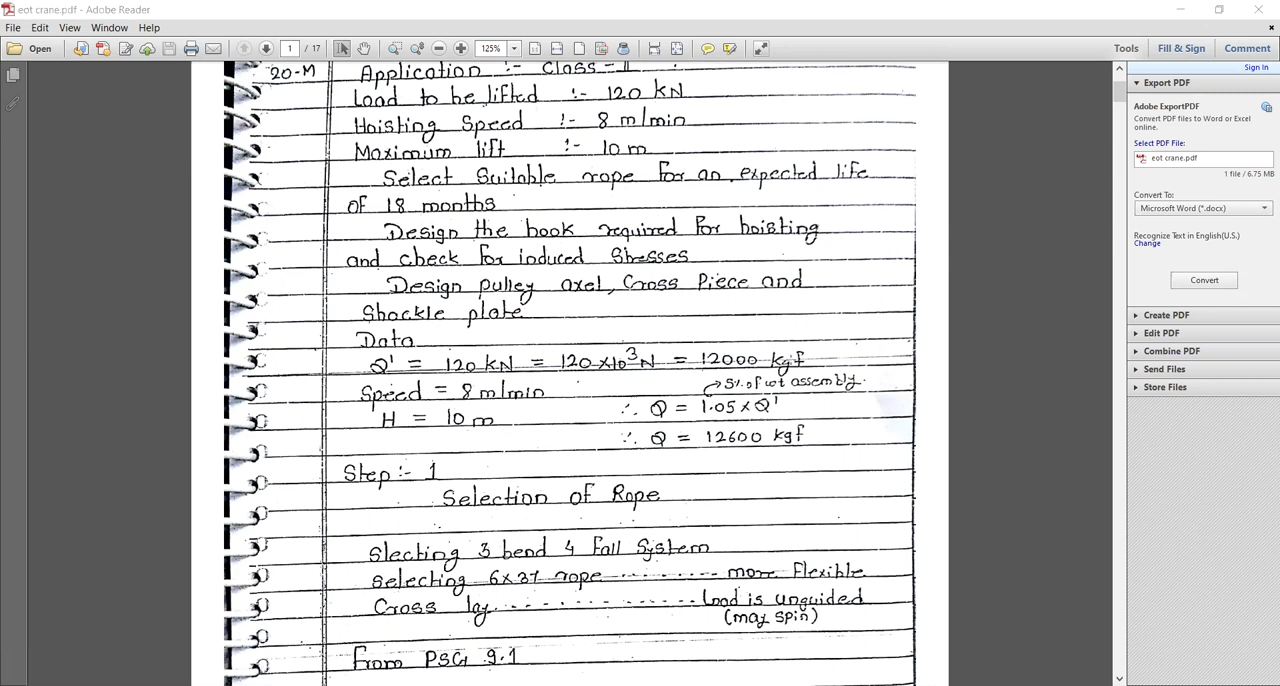 eot crane.pdf - Adobe Reader
File Edit View Window Help
Open 1 / 17 125% Tools Fill & Sign Comment
Sign In
Export PDF
Adobe ExportPDF
Convert PDF files to Word or Excel online.
Select PDF File:
eot crane.pdf
1 file / 6.75 MB
Convert To:
Microsoft Word (*.docx)
Recognize Text in English(U.S.)
Change
Convert
Create PDF
Edit PDF
Combine PDF
Send Files
Store Files
20-M Application :- Class-II
Load to be lifted :- 120 kN
Hoisting Speed :- 8 m/min
Maximum lift :- 10 m
Select Suitable rope for an expected life
of 18 months
Design the hook required for hoisting
and check for induced Stresses
Design pulley axel, Cross Piece and
Shackle plate
Data
Q' = 120 kN = 120 x10³N = 12000 kgf
Speed = 8 m/min → 5% of wt assembly.
H = 10 m ∴ Q = 1.05 x Q'
∴ Q = 12600 kgf
Step :- 1
Selection of Rope
Slecting 3 bend 4 fall System
Selecting 6x37 rope ......... more Flexible
Cross lay ............... Load is unguided
(may spin)
From PSG 9.1